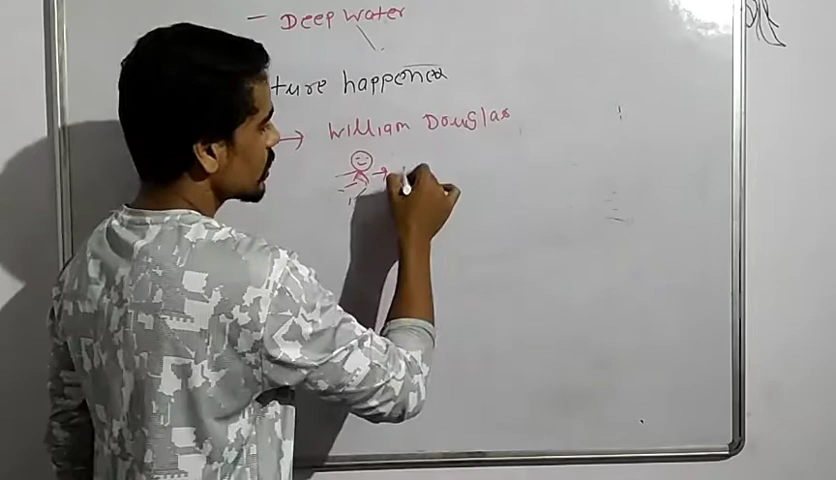 - Deep Water
ture happened
→ William Douglas